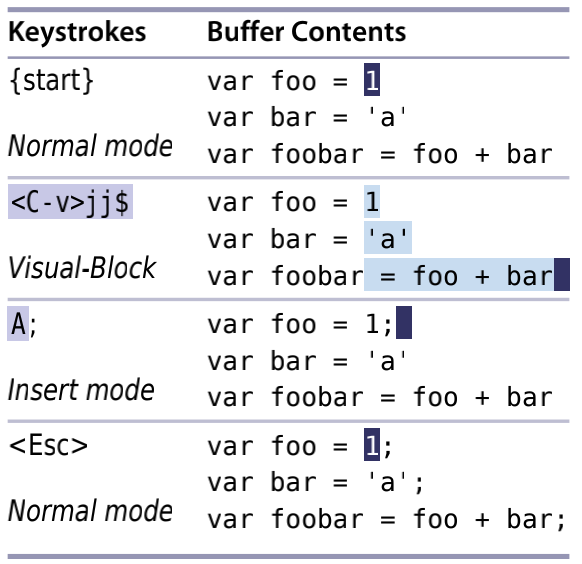 Keystrokes Buffer Contents
{start} var foo = 1
var bar = 'a'
Normal mode var foobar = foo + bar
<C-v>jj$ var foo = 1
var bar = 'a'
Visual-Block var foobar = foo + bar
A; var foo = 1;
var bar = 'a'
Insert mode var foobar = foo + bar
<Esc> var foo = 1;
var bar = 'a';
Normal mode var foobar = foo + bar;